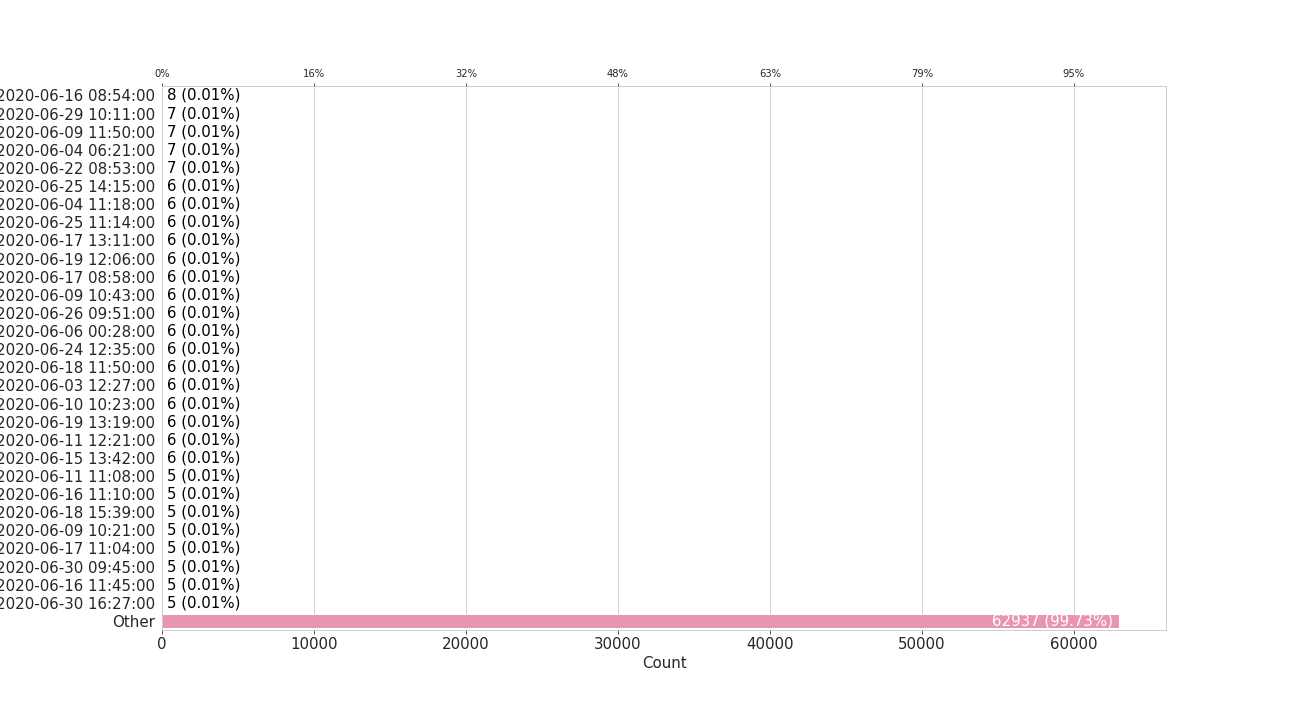 0% 16% 32% 48% 63% 79% 95%
2020-06-16 08:54:00 8 (0.01%)
2020-06-29 10:11:00 7 (0.01%)
2020-06-09 11:50:00 7 (0.01%)
2020-06-04 06:21:00 7 (0.01%)
2020-06-22 08:53:00 7 (0.01%)
2020-06-25 14:15:00 6 (0.01%)
2020-06-04 11:18:00 6 (0.01%)
2020-06-25 11:14:00 6 (0.01%)
2020-06-17 13:11:00 6 (0.01%)
2020-06-19 12:06:00 6 (0.01%)
2020-06-17 08:58:00 6 (0.01%)
2020-06-09 10:43:00 6 (0.01%)
2020-06-26 09:51:00 6 (0.01%)
2020-06-06 00:28:00 6 (0.01%)
2020-06-24 12:35:00 6 (0.01%)
2020-06-18 11:50:00 6 (0.01%)
2020-06-03 12:27:00 6 (0.01%)
2020-06-10 10:23:00 6 (0.01%)
2020-06-19 13:19:00 6 (0.01%)
2020-06-11 12:21:00 6 (0.01%)
2020-06-15 13:42:00 6 (0.01%)
2020-06-11 11:08:00 5 (0.01%)
2020-06-16 11:10:00 5 (0.01%)
2020-06-18 15:39:00 5 (0.01%)
2020-06-09 10:21:00 5 (0.01%)
2020-06-17 11:04:00 5 (0.01%)
2020-06-30 09:45:00 5 (0.01%)
2020-06-16 11:45:00 5 (0.01%)
2020-06-30 16:27:00 5 (0.01%)
Other 62937 (99.73%)
0 10000 20000 30000 40000 50000 60000
Count